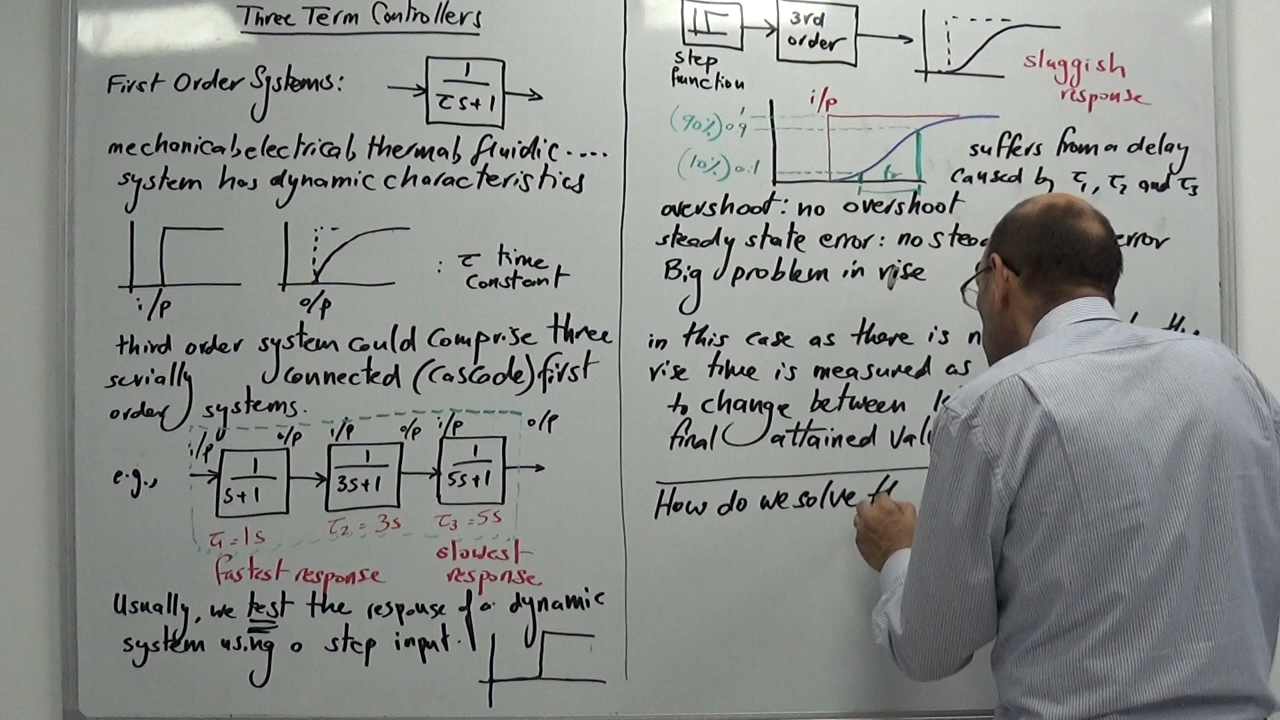 Three Term Controllers
First Order Systems:
1
τs+1
mechanical, electrical, thermal, fluidic ....
system has dynamic characteristics
i/p
o/p
: τ time
constant
third order system could comprise three
serially connected (cascade) first
order systems.
e.g.,
i/p
1
s+1
o/p
i/p
1
3s+1
o/p
i/p
1
5s+1
o/p
τ1 = 1s
τ2 = 3s
τ3 = 5s
fastest response
slowest
response
Usually, we test the response of a dynamic
system using a step input.
step
function
3rd
order
sluggish
response
i/p
1
(90%) 0.9
(10%) 0.1
tr
suffers from a delay
caused by τ1, τ2 and τ3
overshoot: no overshoot
steady state error: no error
Big problem in rise
in this case as there is
rise time is measured as
to change between
final attained
How do we solve